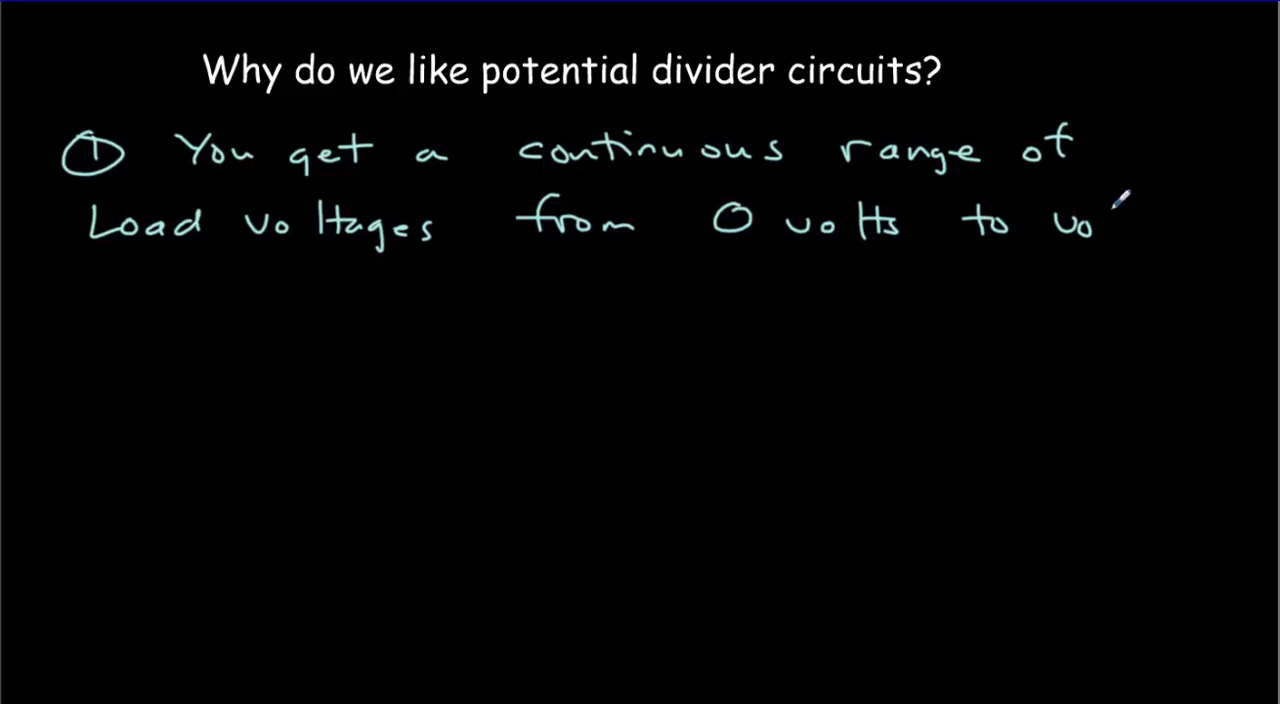 Why do we like potential divider circuits?
① You get a continuous range of
Load voltages from 0 volts to vo